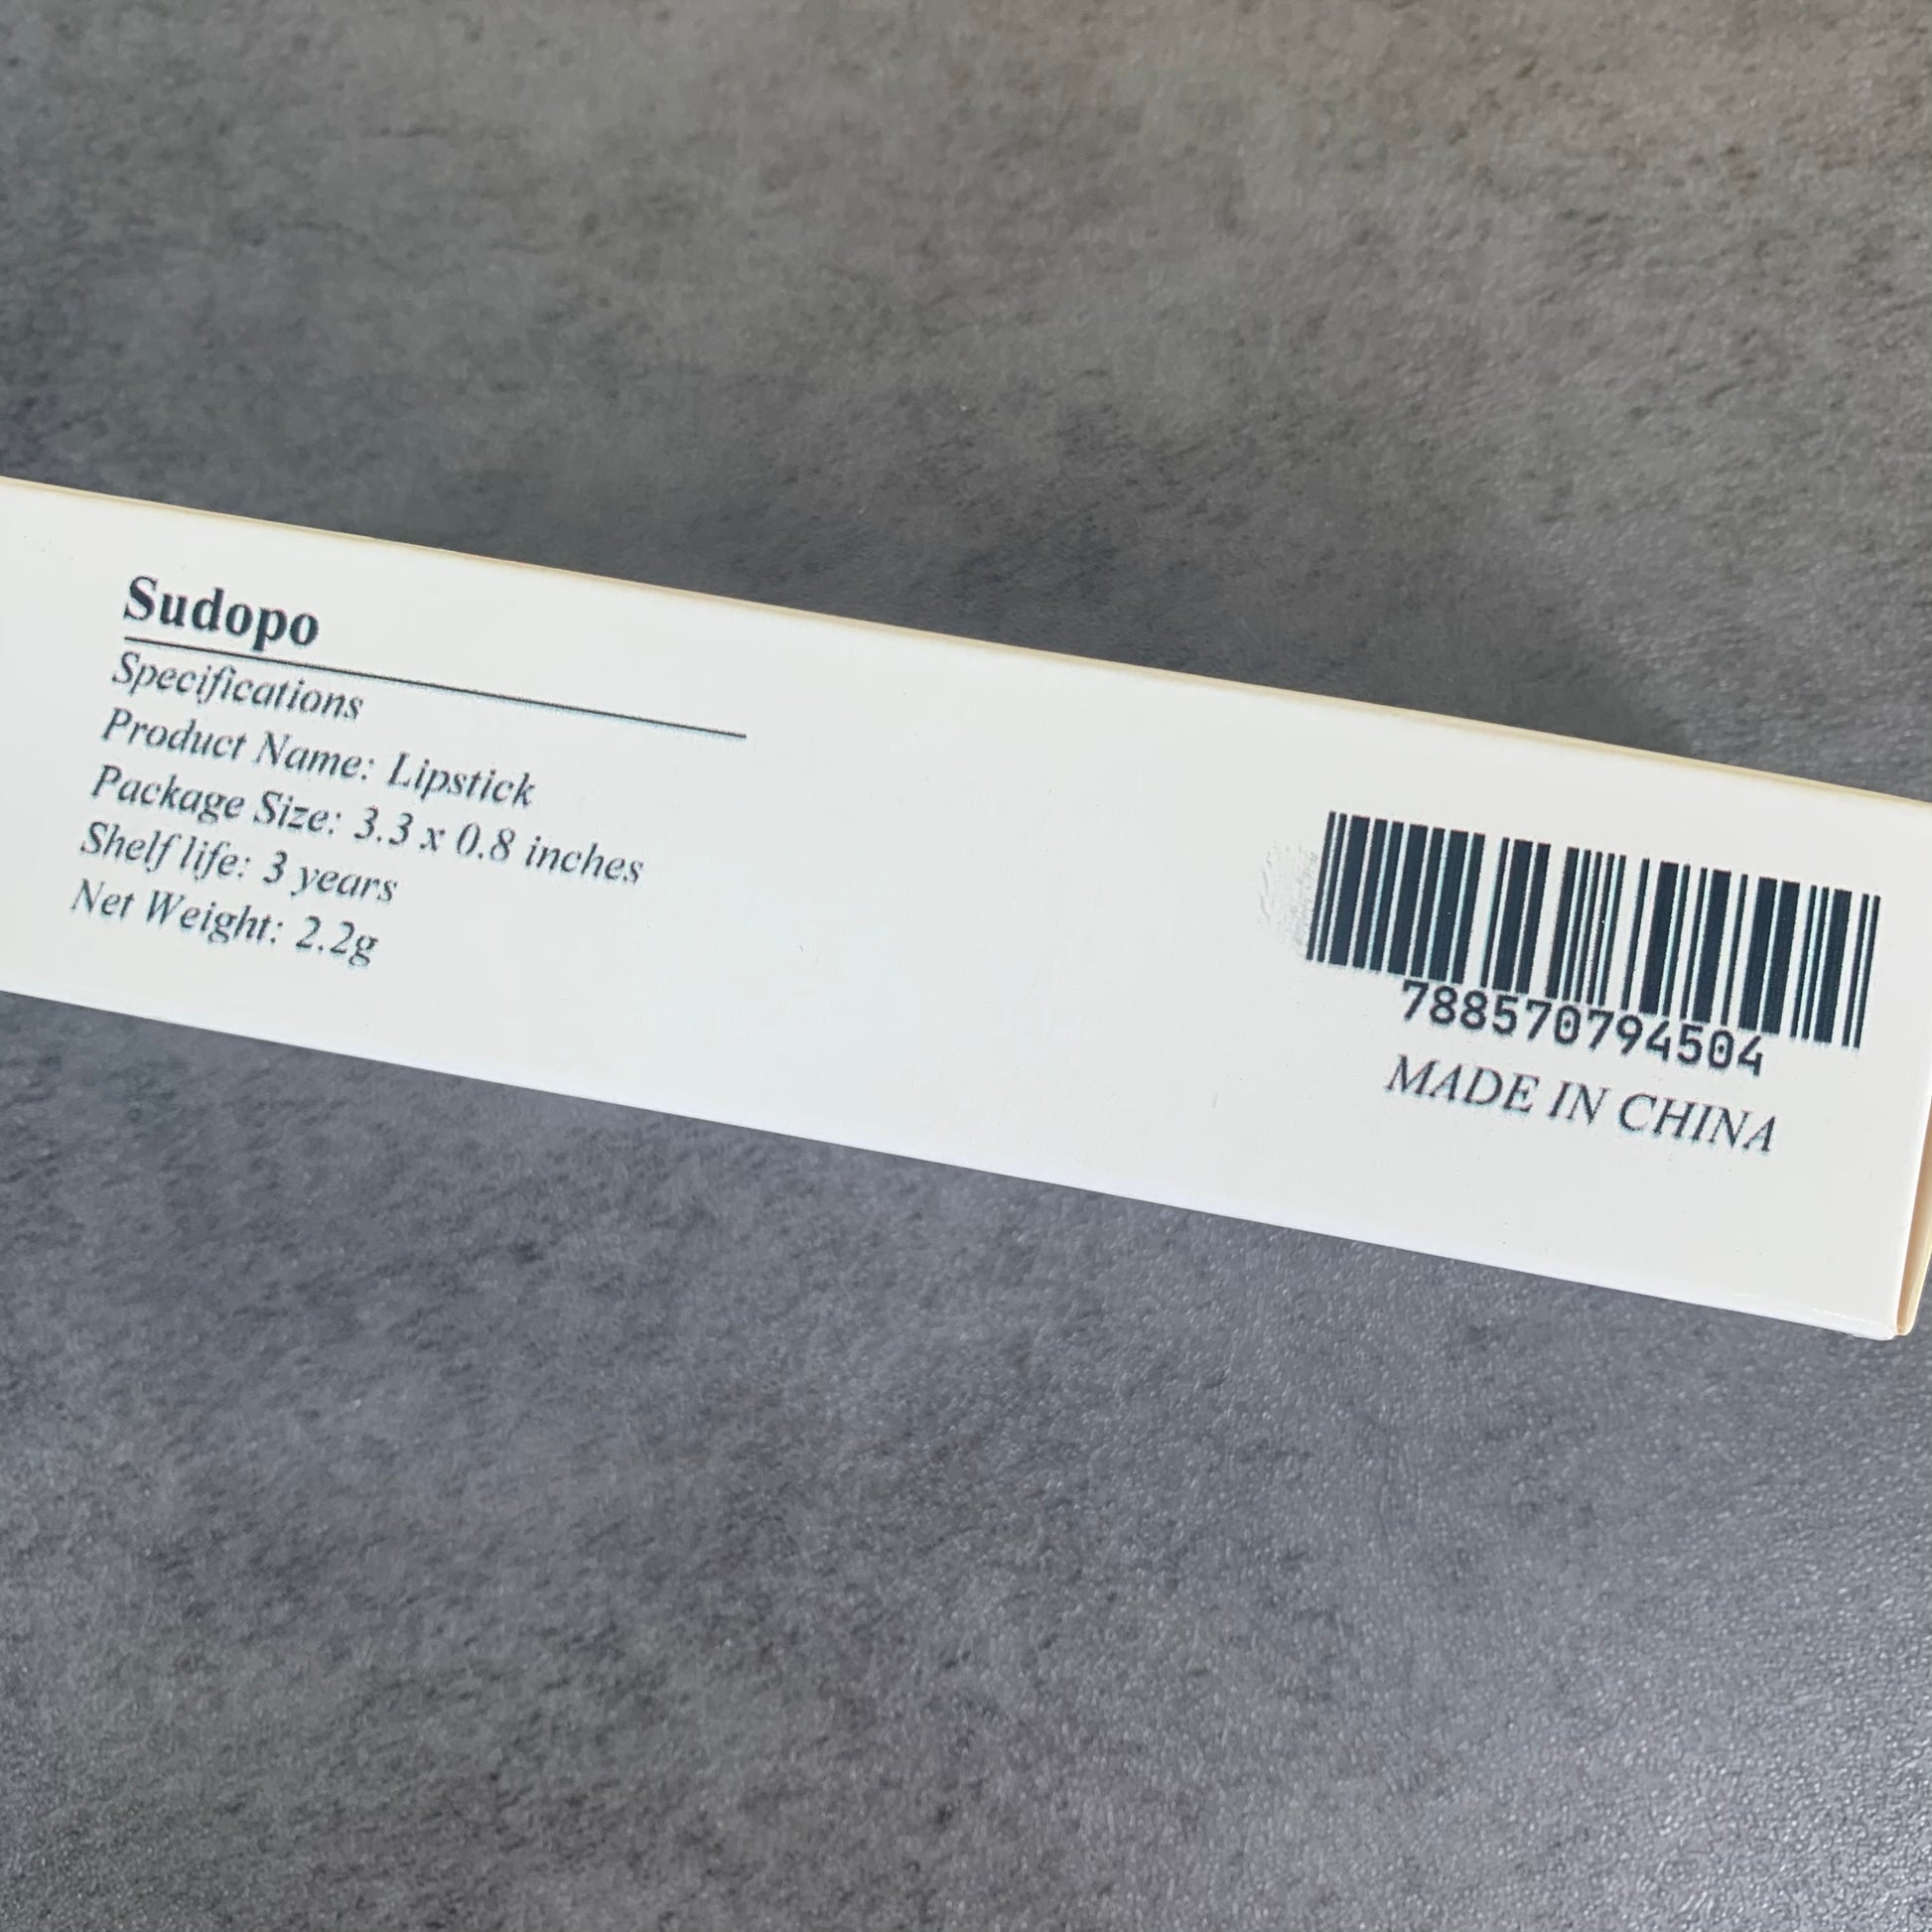 Sudopo
Specifications
Product Name: Lipstick
Package Size: 3.3 x 0.8 inches
Shelf life: 3 years
Net Weight: 2.2g
788570794504
MADE IN CHINA